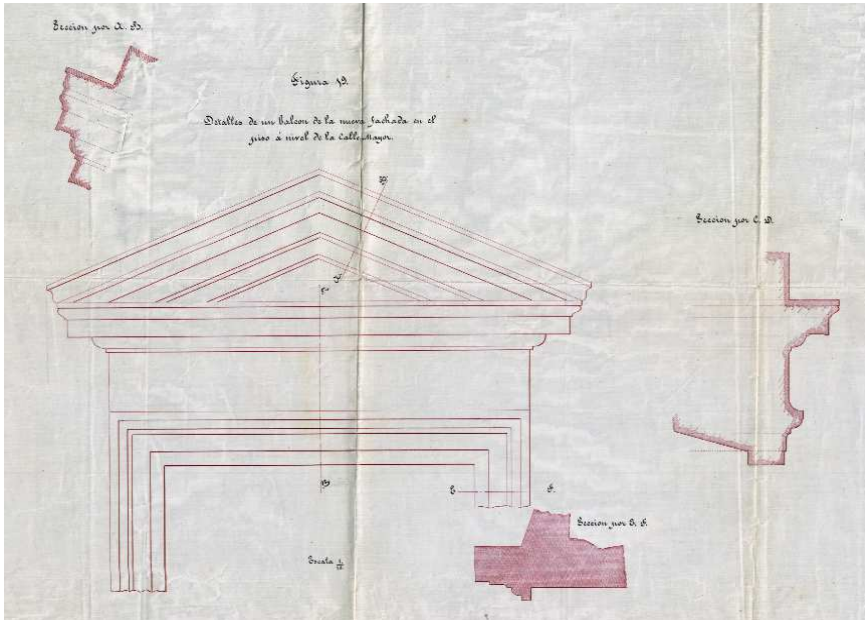 Seccion por A. B.
Figura 19.
Detalles de un balcon de la nueva fachada en el
piso á nivel de la Calle Mayor.
B.
A.
C.
Seccion por C. D.
D
E
F.
Seccion por E. F.
Escala